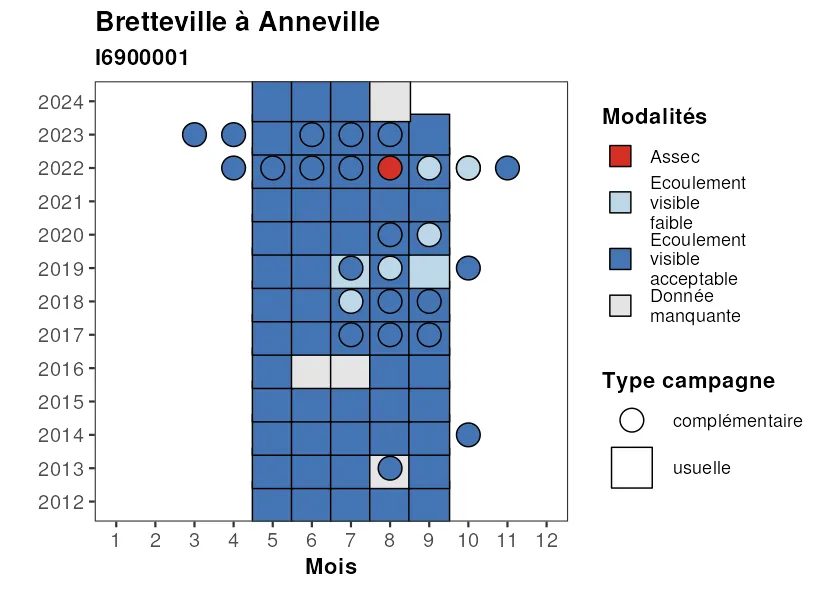 Bretteville à Anneville
I6900001
2024
2023
2022
2021
2020
2019
2018
2017
2016
2015
2014
2013
2012
1 2 3 4 5 6 7 8 9 10 11 12
Mois
Modalités
Assec
Ecoulement
visible
faible
Ecoulement
visible
acceptable
Donnée
manquante
Type campagne
complémentaire
usuelle